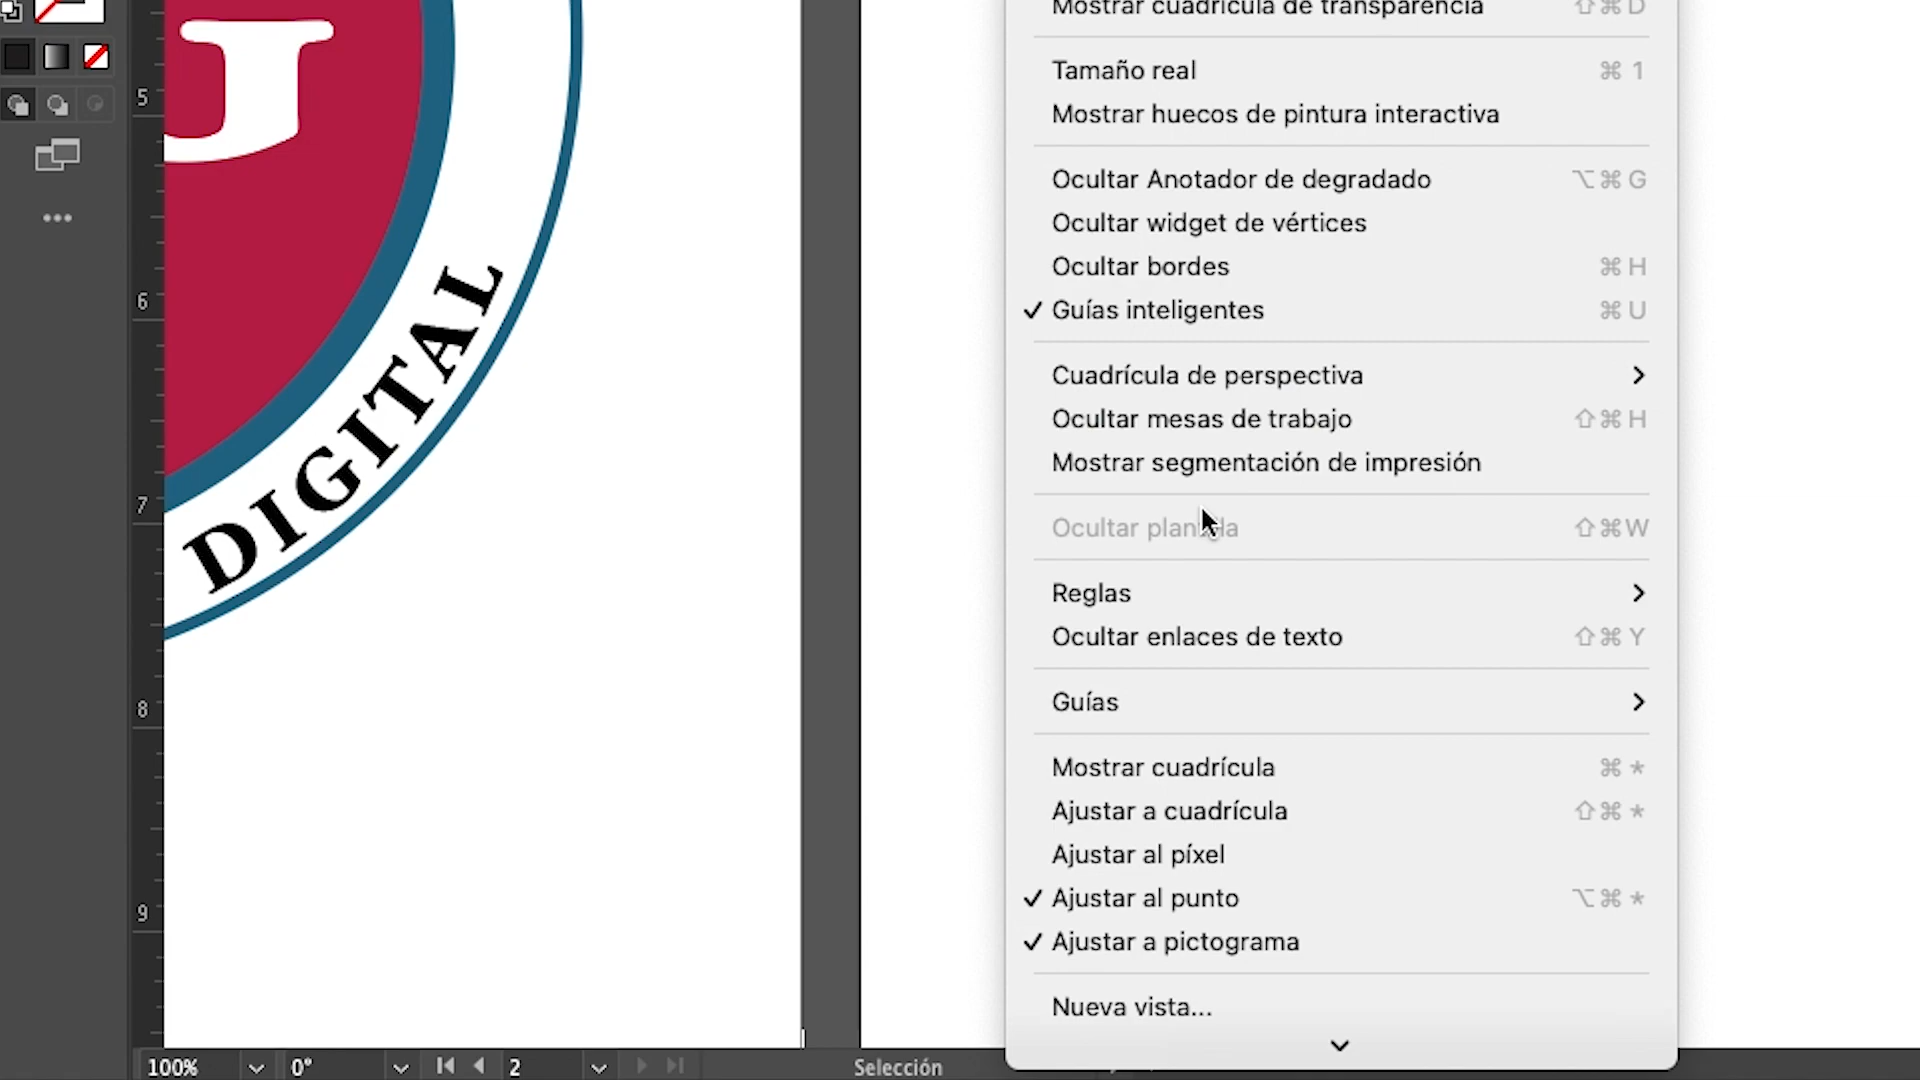 Mostrar cuadrícula de transparencia ⇧⌘D
Tamaño real ⌘ 1
Mostrar huecos de pintura interactiva
Ocultar Anotador de degradado ⌥⌘G
Ocultar widget de vértices
Ocultar bordes ⌘ H
✓ Guías inteligentes ⌘ U
Cuadrícula de perspectiva
Ocultar mesas de trabajo ⇧⌘H
Mostrar segmentación de impresión
Ocultar plantilla ⇧⌘W
Reglas
Ocultar enlaces de texto ⇧⌘Y
Guías
Mostrar cuadrícula ⌘ *
Ajustar a cuadrícula ⇧⌘ *
Ajustar al píxel
✓ Ajustar al punto ⌥⌘ *
✓ Ajustar a pictograma
Nueva vista...
5
6
7
8
9
DIGITAL
100% 0° 2 Selección